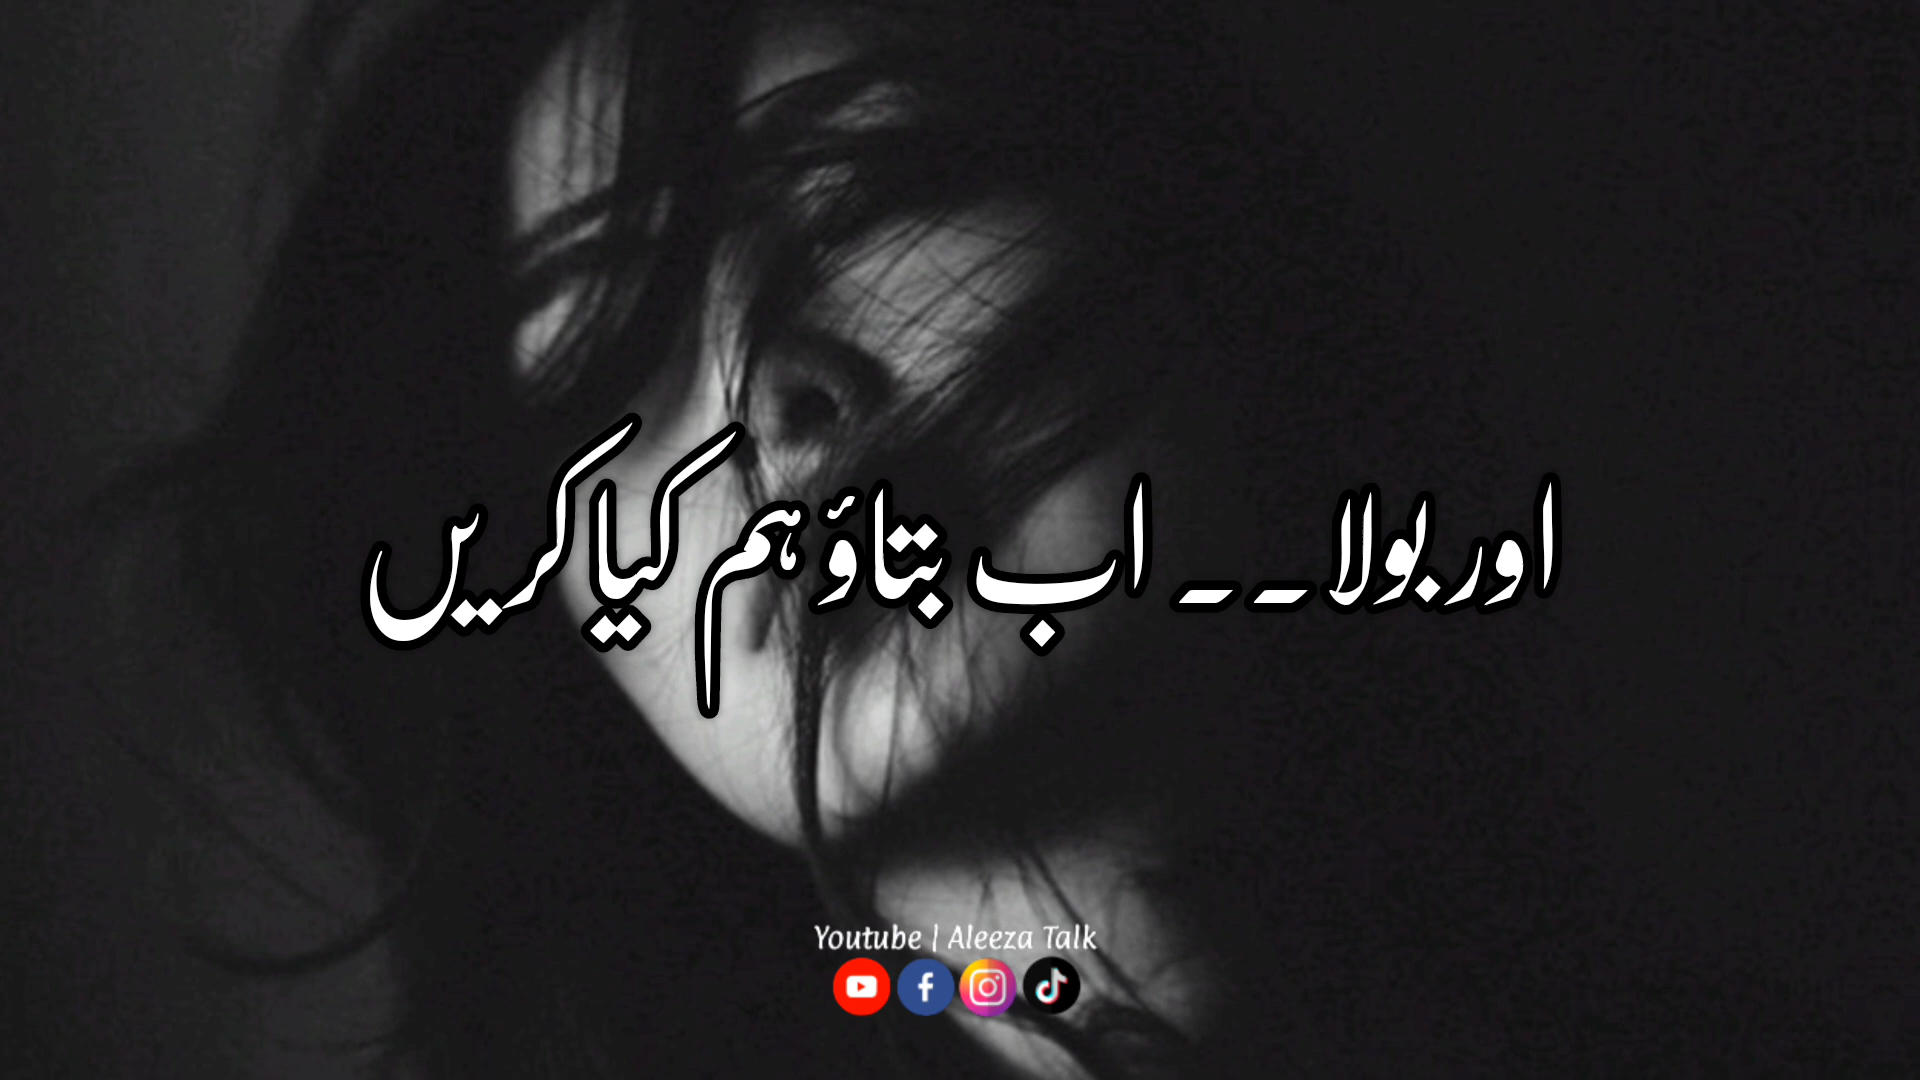 اور بولا۔۔ اب بتاؤ ہم کیا کریں
Youtube | Aleeza Talk